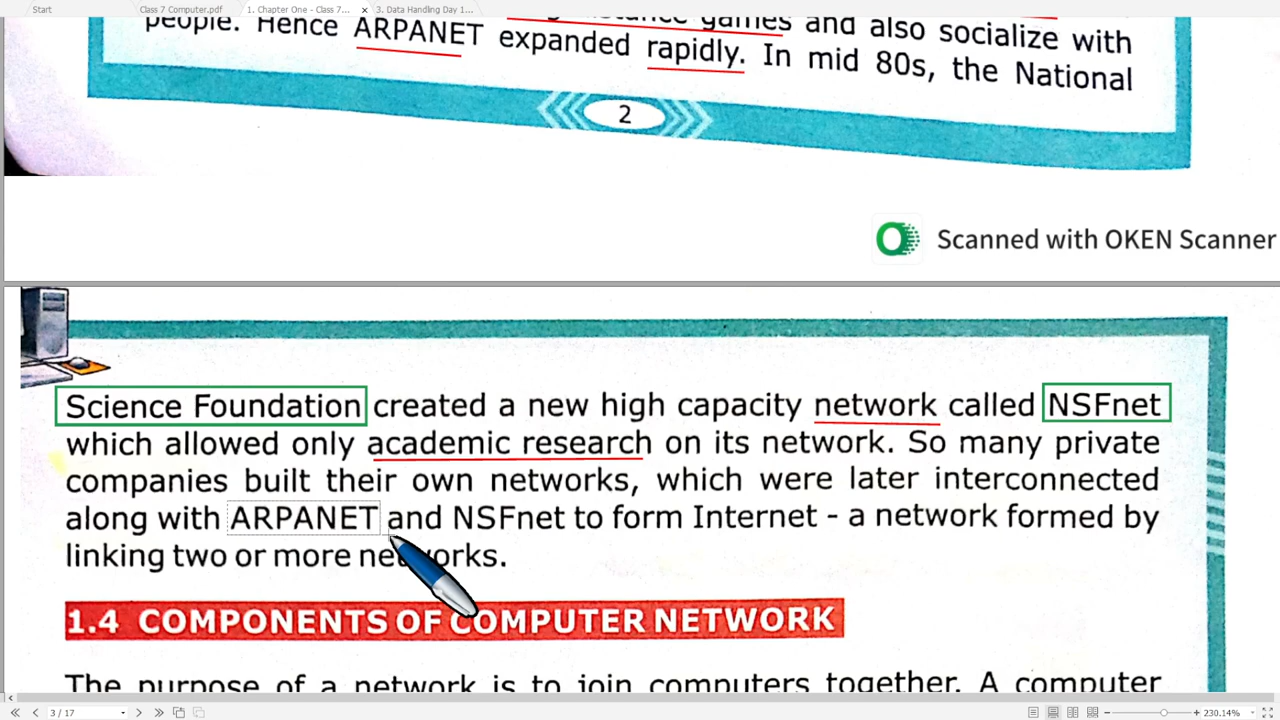 Start
Class 7 Computer.pdf
1. Chapter One - Class 7...
3. Data Handling Day 1...
games and also socialize with
people. Hence ARPANET expanded rapidly. In mid 80s, the National
2
Scanned with OKEN Scanner
Science Foundation created a new high capacity network called NSFnet
which allowed only academic research on its network. So many private
companies built their own networks, which were later interconnected
along with ARPANET and NSFnet to form Internet - a network formed by
linking two or more networks.
1.4 COMPONENTS OF COMPUTER NETWORK
The purpose of a network is to join computers together. A computer
3 / 17
230.14%